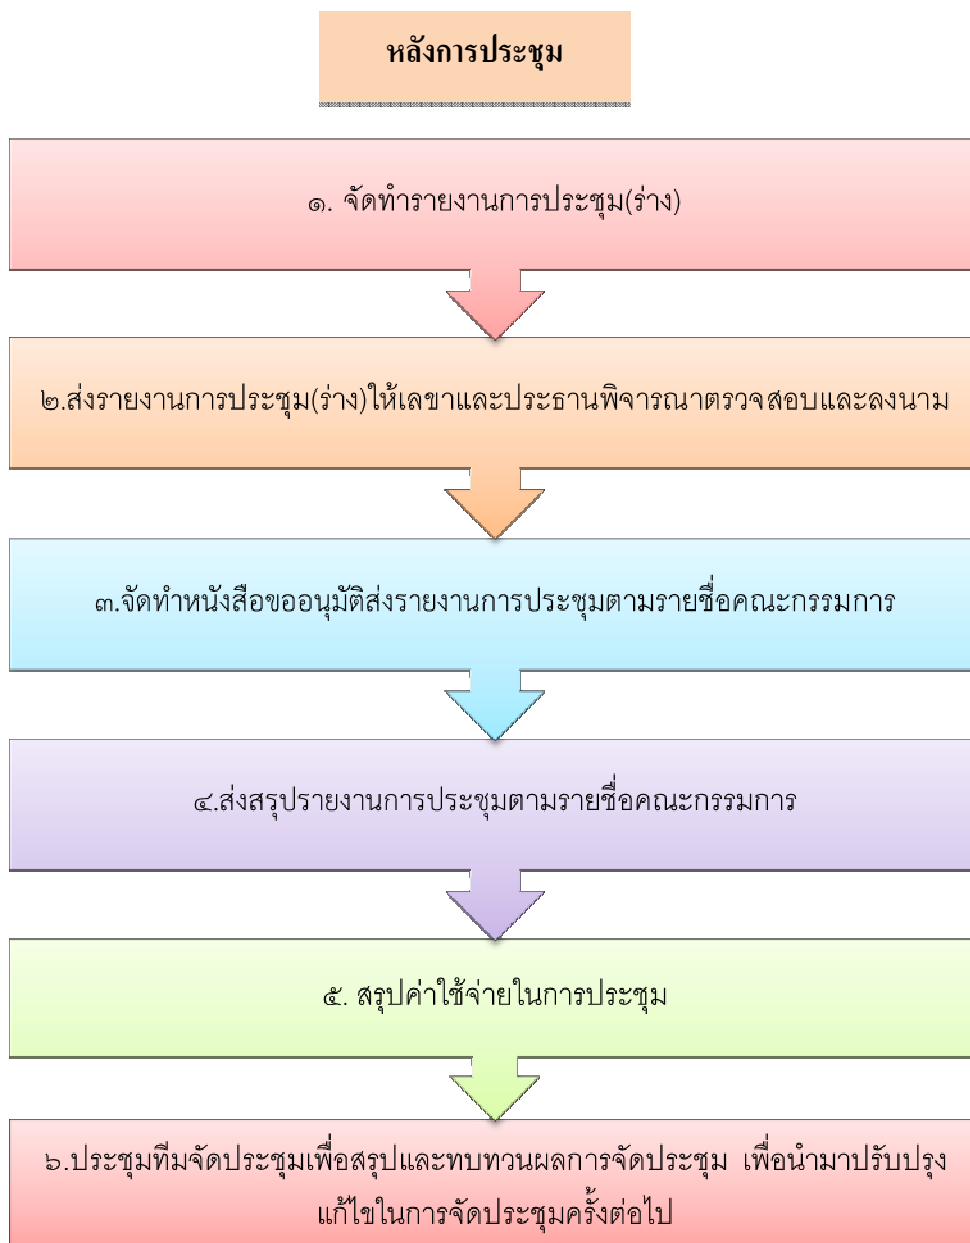 หลังการประชุม
๑. จัดทำรายงานการประชุม(ร่าง)
๒.ส่งรายงานการประชุม(ร่าง)ให้เลขาและประธานพิจารณาตรวจสอบและลงนาม
๓.จัดทำหนังสือขออนุมัติส่งรายงานการประชุมตามรายชื่อคณะกรรมการ
๔.ส่งสรุปรายงานการประชุมตามรายชื่อคณะกรรมการ
๕. สรุปค่าใช้จ่ายในการประชุม
๖.ประชุมทีมจัดประชุมเพื่อสรุปและทบทวนผลการจัดประชุม เพื่อนำมาปรับปรุง
แก้ไขในการจัดประชุมครั้งต่อไป